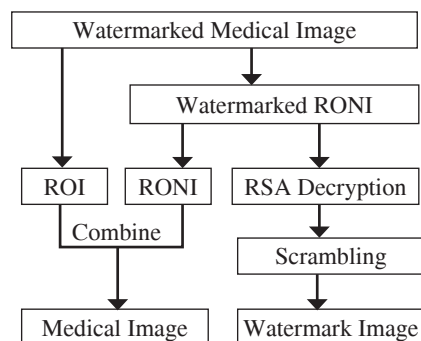 Watermarked Medical Image
Watermarked RONI
ROI
RONI
RSA Decryption
Combine
Scrambling
Medical Image
Watermark Image